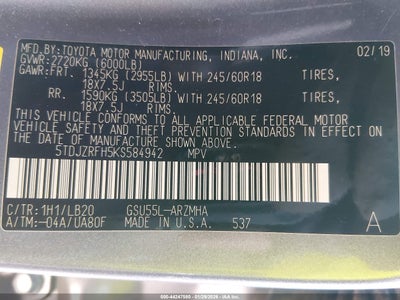 MFD.BY:TOYOTA MOTOR MANUFACTURING, INDIANA, INC. 02/19
GVWR:2720KG (6000LB)
GAWR:FRT. 1345KG (2955LB) WITH 245/60R18 TIRES,
18X7.5J RIMS.
RR. 1590KG (3505LB) WITH 245/60R18 TIRES,
18X7.5J RIMS.
THIS VEHICLE CONFORMS TO ALL APPLICABLE FEDERAL MOTOR
VEHICLE SAFETY AND THEFT PREVENTION STANDARDS IN EFFECT
ON THE DATE OF MANUFACTURE SHOWN ABOVE.
5TDJZRFH5KS584942 MPV
C/TR:1H1/LB20 GSU55L-ARZMHA
A/TM:-04A/UA80F MADE IN U.S.A. 537 A